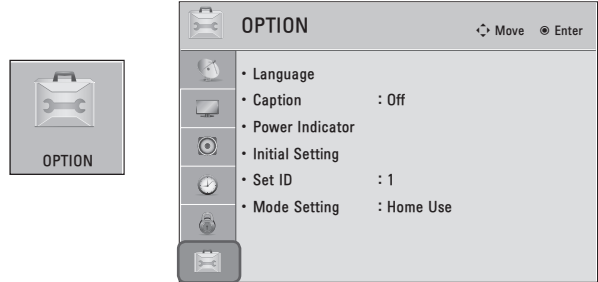 OPTION
OPTION
Move Enter
• Language
• Caption : Off
• Power Indicator
• Initial Setting
• Set ID : 1
• Mode Setting : Home Use